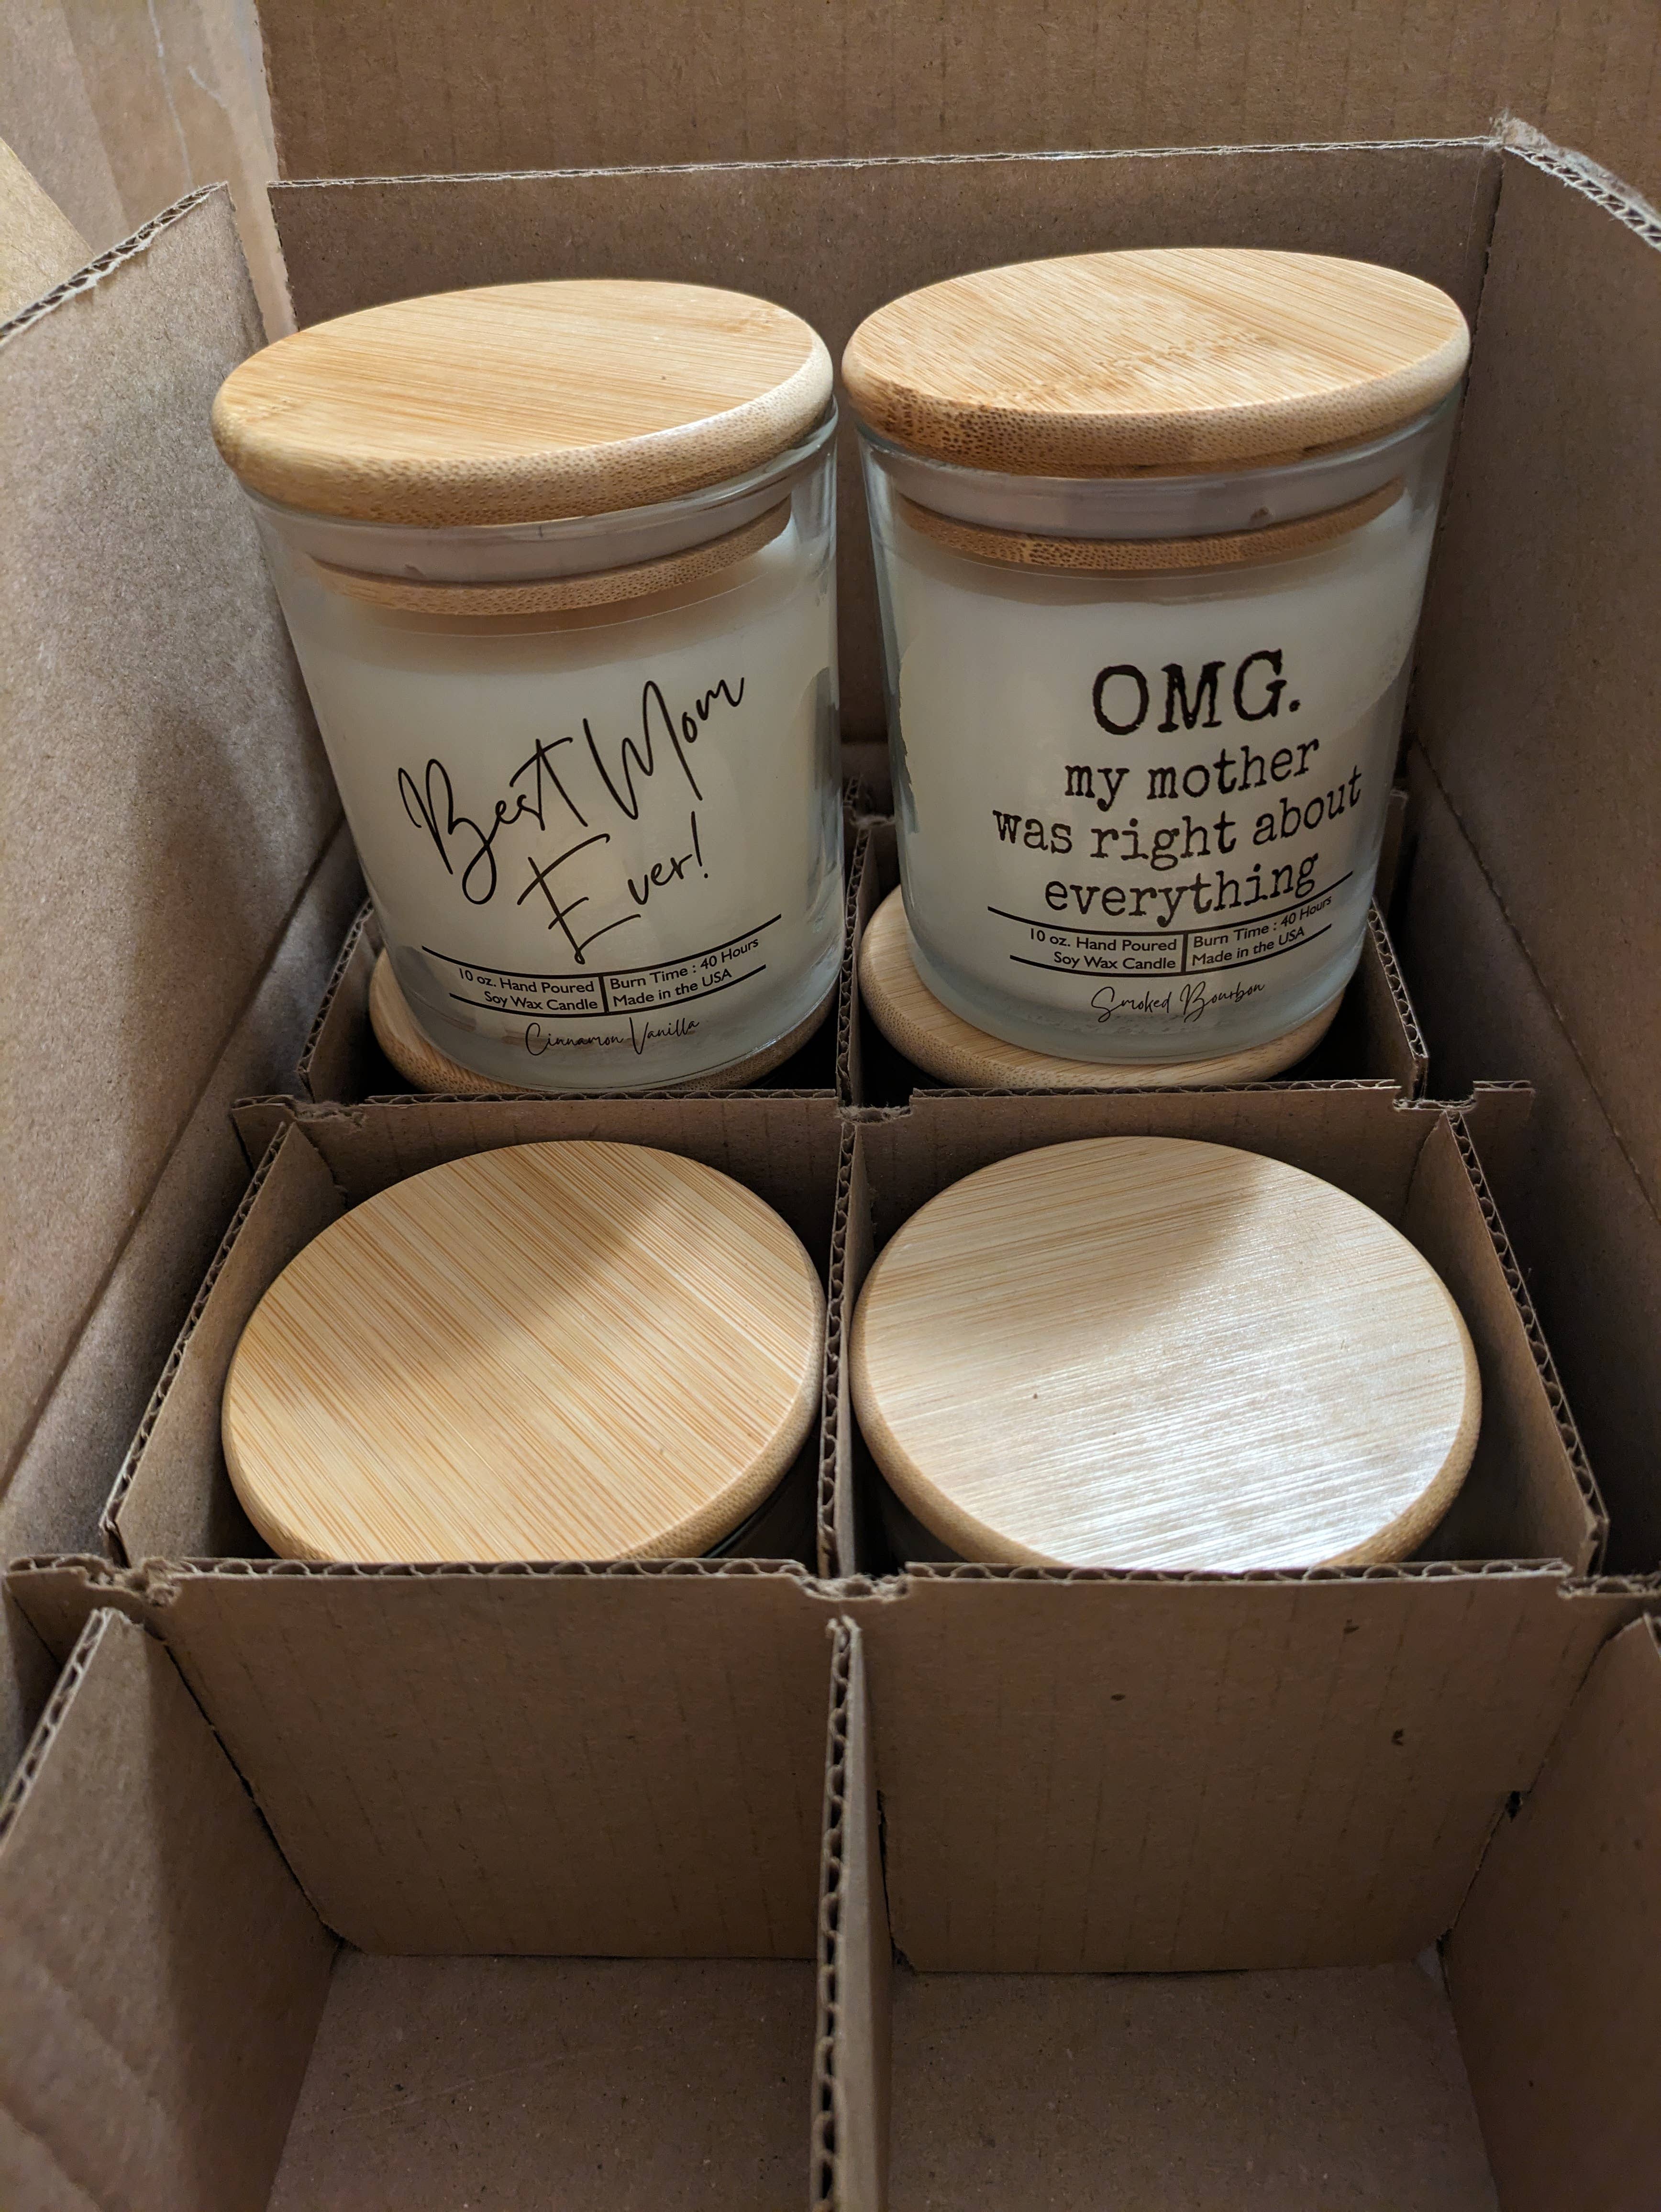 Best Mom
Ever!
10 oz. Hand Poured
Soy Wax Candle
Burn Time : 40 Hours
Made in the USA
Cinnamon Vanilla
OMG.
my mother
was right about
everything
10 oz. Hand Poured
Soy Wax Candle
Burn Time : 40 Hours
Made in the USA
Smoked Bourbon